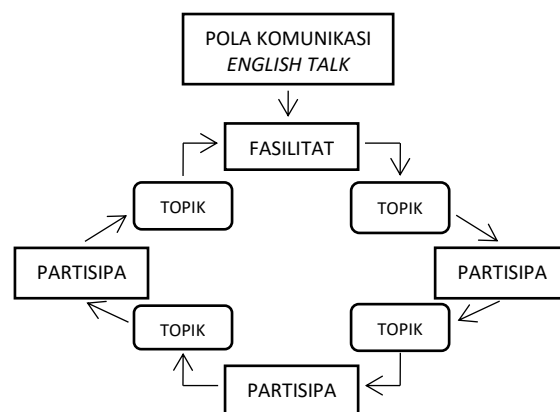 POLA KOMUNIKASI
ENGLISH TALK
FASILITAT
TOPIK
TOPIK
PARTISIPA
PARTISIPA
TOPIK
TOPIK
PARTISIPA